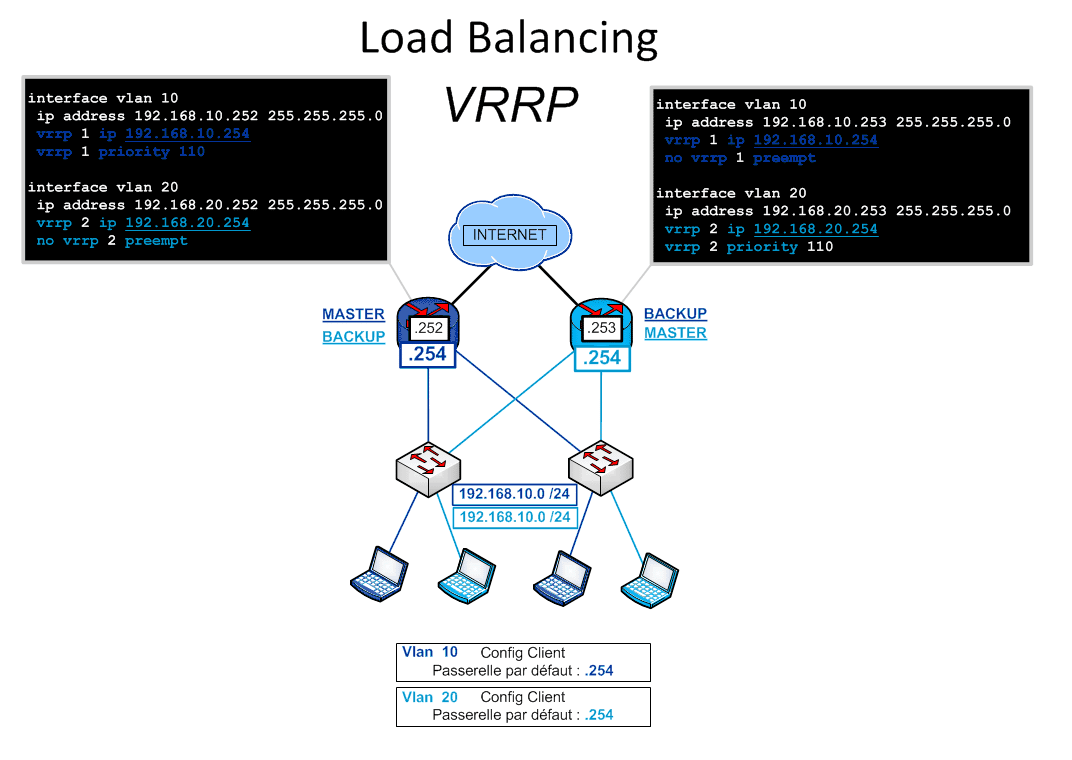 Load Balancing
VRRP
interface vlan 10
ip address 192.168.10.252 255.255.255.0
vrrp 1 ip 192.168.10.254
vrrp 1 priority 110
interface vlan 20
ip address 192.168.20.252 255.255.255.0
vrrp 2 ip 192.168.20.254
no vrrp 2 preempt
interface vlan 10
ip address 192.168.10.253 255.255.255.0
vrrp 1 ip 192.168.10.254
no vrrp 1 preempt
interface vlan 20
ip address 192.168.20.253 255.255.255.0
vrrp 2 ip 192.168.20.254
vrrp 2 priority 110
INTERNET
MASTER
BACKUP
.252
.254
.253
.254
BACKUP
MASTER
192.168.10.0 /24
192.168.10.0 /24
Vlan 10 Config Client
Passerelle par défaut : .254
Vlan 20 Config Client
Passerelle par défaut : .254